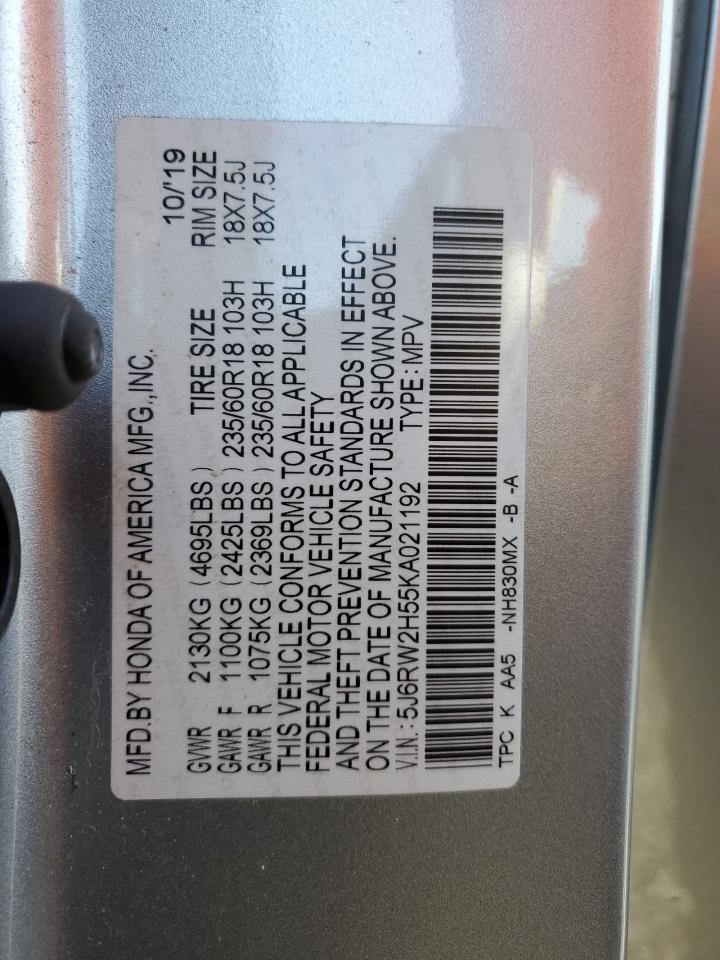 MFD.BY HONDA OF AMERICA MFG.,INC. 10/'19
GVWR 2130KG (4695LBS) TIRE SIZE RIM SIZE
GAWR F 1100KG (2425LBS) 235/60R18 103H 18X7.5J
GAWR R 1075KG (2369LBS) 235/60R18 103H 18X7.5J
THIS VEHICLE CONFORMS TO ALL APPLICABLE
FEDERAL MOTOR VEHICLE SAFETY
AND THEFT PREVENTION STANDARDS IN EFFECT
ON THE DATE OF MANUFACTURE SHOWN ABOVE.
V.I.N.:5J6RW2H55KA021192 TYPE:MPV
TPC K AA5 -NH830MX -B -A